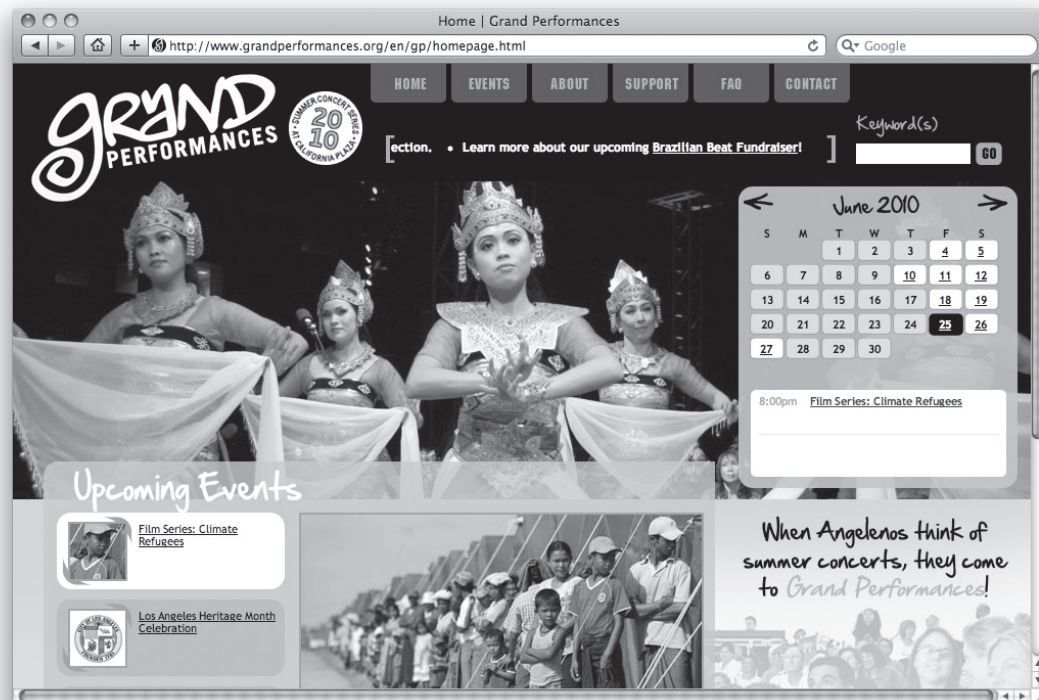 Home | Grand Performances
http://www.grandperformances.org/en/gp/homepage.html
Google
HOME EVENTS ABOUT SUPPORT FAQ CONTACT
GRAND
PERFORMANCES
SUMMER CONCERT SERIES
2010
AT CALIFORNIA PLAZA
[ection. • Learn more about our upcoming Brazilian Beat Fundraiser! ]
Keyword(s)
GO
June 2010
S M T W T F S
1 2 3 4 5
6 7 8 9 10 11 12
13 14 15 16 17 18 19
20 21 22 23 24 25 26
27 28 29 30
8:00pm Film Series: Climate Refugees
Upcoming Events
Film Series: Climate
Refugees
Los Angeles Heritage Month
Celebration
When Angelenos think of
summer concerts, they come
to Grand Performances!